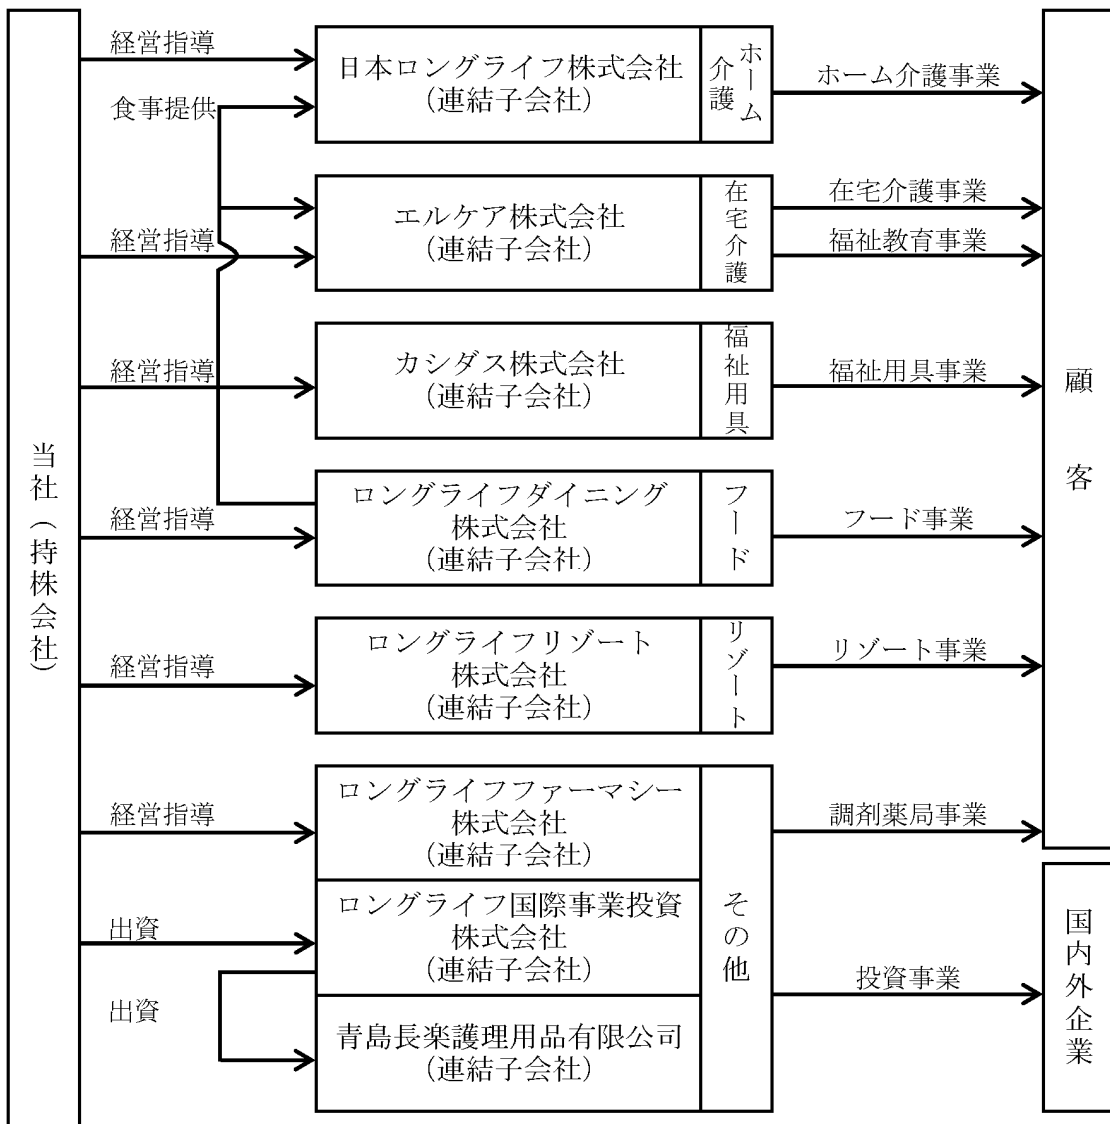 当社（持株会社）
経営指導
食事提供
日本ロングライフ株式会社
（連結子会社）
ホーム
介護
ホーム介護事業
経営指導
エルケア株式会社
（連結子会社）
在宅介護
在宅介護事業
福祉教育事業
経営指導
カシダス株式会社
（連結子会社）
福祉用具
福祉用具事業
経営指導
ロングライフダイニング
株式会社
（連結子会社）
フード
フード事業
経営指導
ロングライフリゾート
株式会社
（連結子会社）
リゾート
リゾート事業
経営指導
ロングライフファーマシー
株式会社
（連結子会社）
調剤薬局事業
出資
ロングライフ国際事業投資
株式会社
（連結子会社）
その他
投資事業
出資
青島長楽護理用品有限公司
（連結子会社）
顧客
国内外企業